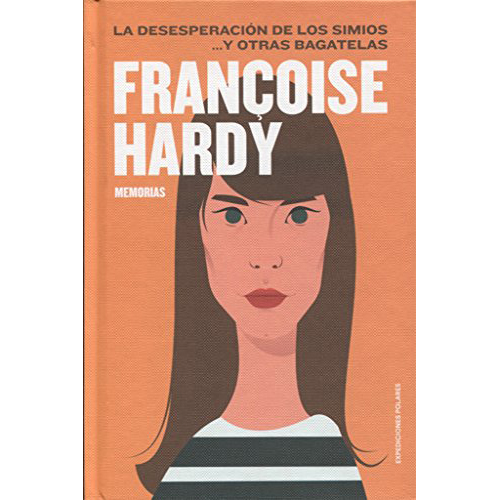 LA DESESPERACIÓN DE LOS SIMIOS
...Y OTRAS BAGATELAS
FRANÇOISE
HARDY
MEMORIAS
EXPEDICIONES POLARES